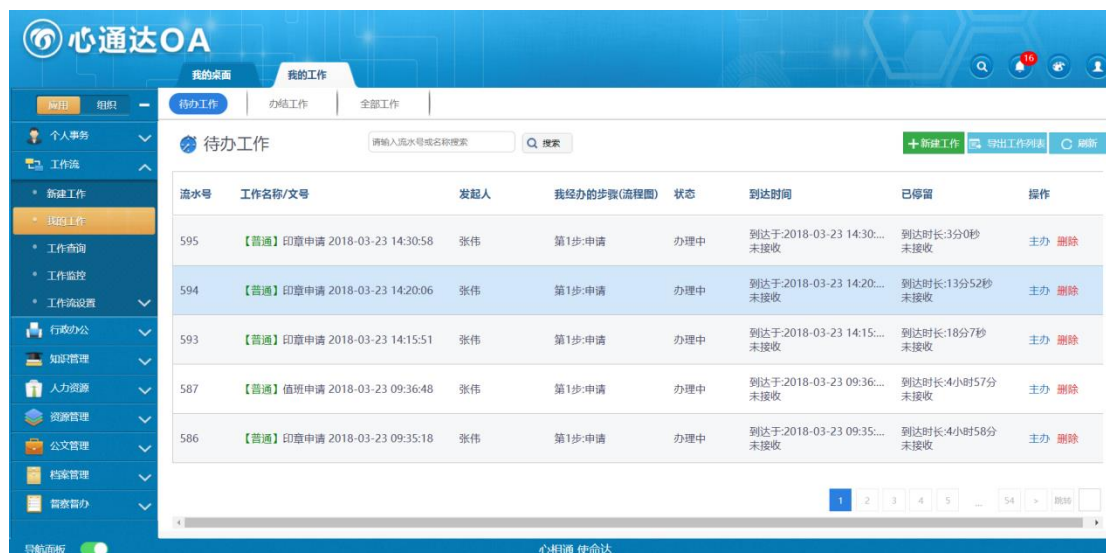 心通达OA
我的桌面 我的工作
16
应用 组织
待办工作 办结工作 全部工作
个人事务
工作流
新建工作
我的工作
工作查询
工作监控
工作流设置
行政办公
知识管理
人力资源
资源管理
公文管理
档案管理
督察督办
导航面板
待办工作 请输入流水号或名称搜索 搜索 新建工作 导出工作列表 刷新
流水号 工作名称/文号 发起人 我经办的步骤(流程图) 状态 到达时间 已停留 操作
595 【普通】印章申请 2018-03-23 14:30:58 张伟 第1步:申请 办理中 到达于:2018-03-23 14:30:... 到达时长:3分0秒 主办 删除
未接收 未接收
594 【普通】印章申请 2018-03-23 14:20:06 张伟 第1步:申请 办理中 到达于:2018-03-23 14:20:... 到达时长:13分52秒 主办 删除
未接收 未接收
593 【普通】印章申请 2018-03-23 14:15:51 张伟 第1步:申请 办理中 到达于:2018-03-23 14:15:... 到达时长:18分7秒 主办 删除
未接收 未接收
587 【普通】值班申请 2018-03-23 09:36:48 张伟 第1步:申请 办理中 到达于:2018-03-23 09:36:... 到达时长:4小时57分 主办 删除
未接收 未接收
586 【普通】印章申请 2018-03-23 09:35:18 张伟 第1步:申请 办理中 到达于:2018-03-23 09:35:... 到达时长:4小时58分 主办 删除
未接收 未接收
1 2 3 4 5 ... 54 » 跳转
心相通 使命达